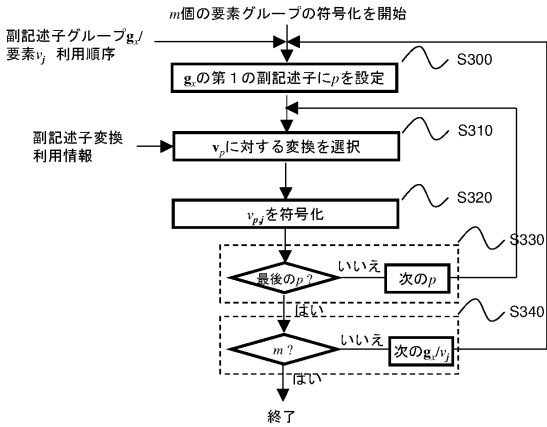 m個の要素グループの符号化を開始
副記述子グループgx/
要素vj 利用順序
S300
gxの第１の副記述子にpを設定
S310
副記述子変換
利用情報
vpに対する変換を選択
S320
vp,jを符号化
S330
最後のp？
いいえ
次のp
はい
S340
m？
いいえ
次のgx/vj
はい
終了